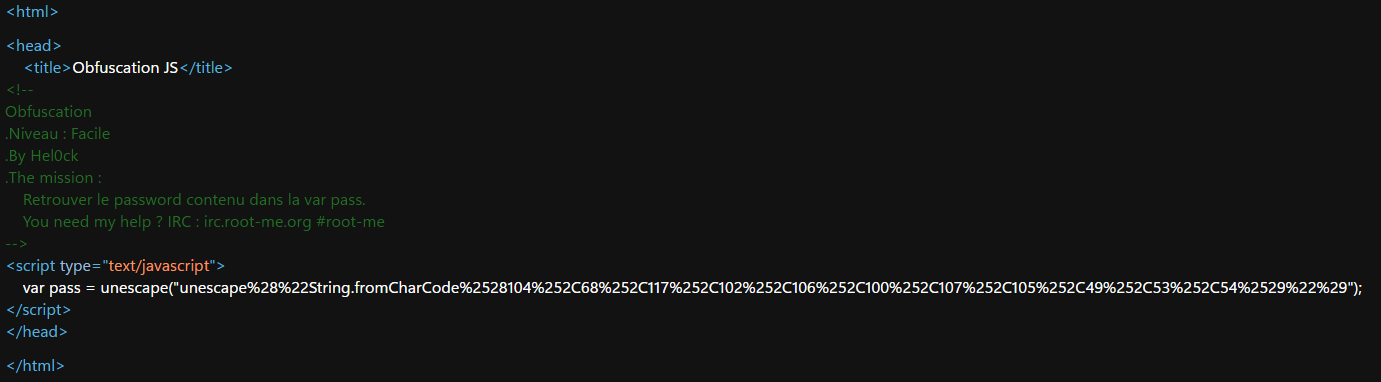 <html>
<head>
<title>Obfuscation JS</title>
<!--
Obfuscation
.Niveau : Facile
.By Hel0ck
.The mission :
Retrouver le password contenu dans la var pass.
You need my help ? IRC : irc.root-me.org #root-me
-->
<script type="text/javascript">
var pass = unescape("unescape%28%22String.fromCharCode%2528104%252C68%252C117%252C102%252C106%252C100%252C107%252C105%252C49%252C53%252C54%2529%22%29");
</script>
</head>
</html>